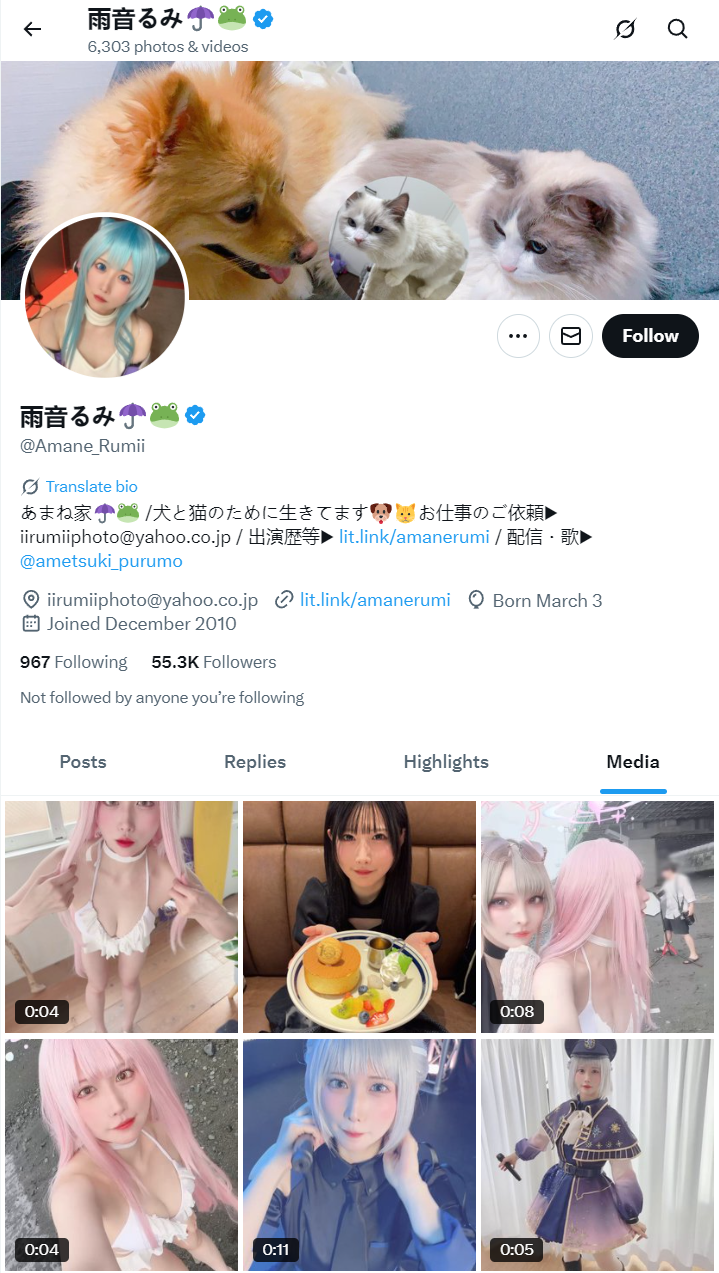 雨音るみ☂️🐸
6,303 photos & videos
Follow
雨音るみ☂️🐸
@Amane_Rumii
Translate bio
あまね家☂️🐸 /犬と猫のために生きてます🐶🐱お仕事のご依頼▶
iirumiiphoto@yahoo.co.jp / 出演歴等▶ lit.link/amanerumi / 配信・歌▶
@ametsuki_purumo
iirumiiphoto@yahoo.co.jp lit.link/amanerumi Born March 3
Joined December 2010
967 Following 55.3K Followers
Not followed by anyone you’re following
Posts Replies Highlights Media
0:04 0:08
0:04 0:11 0:05